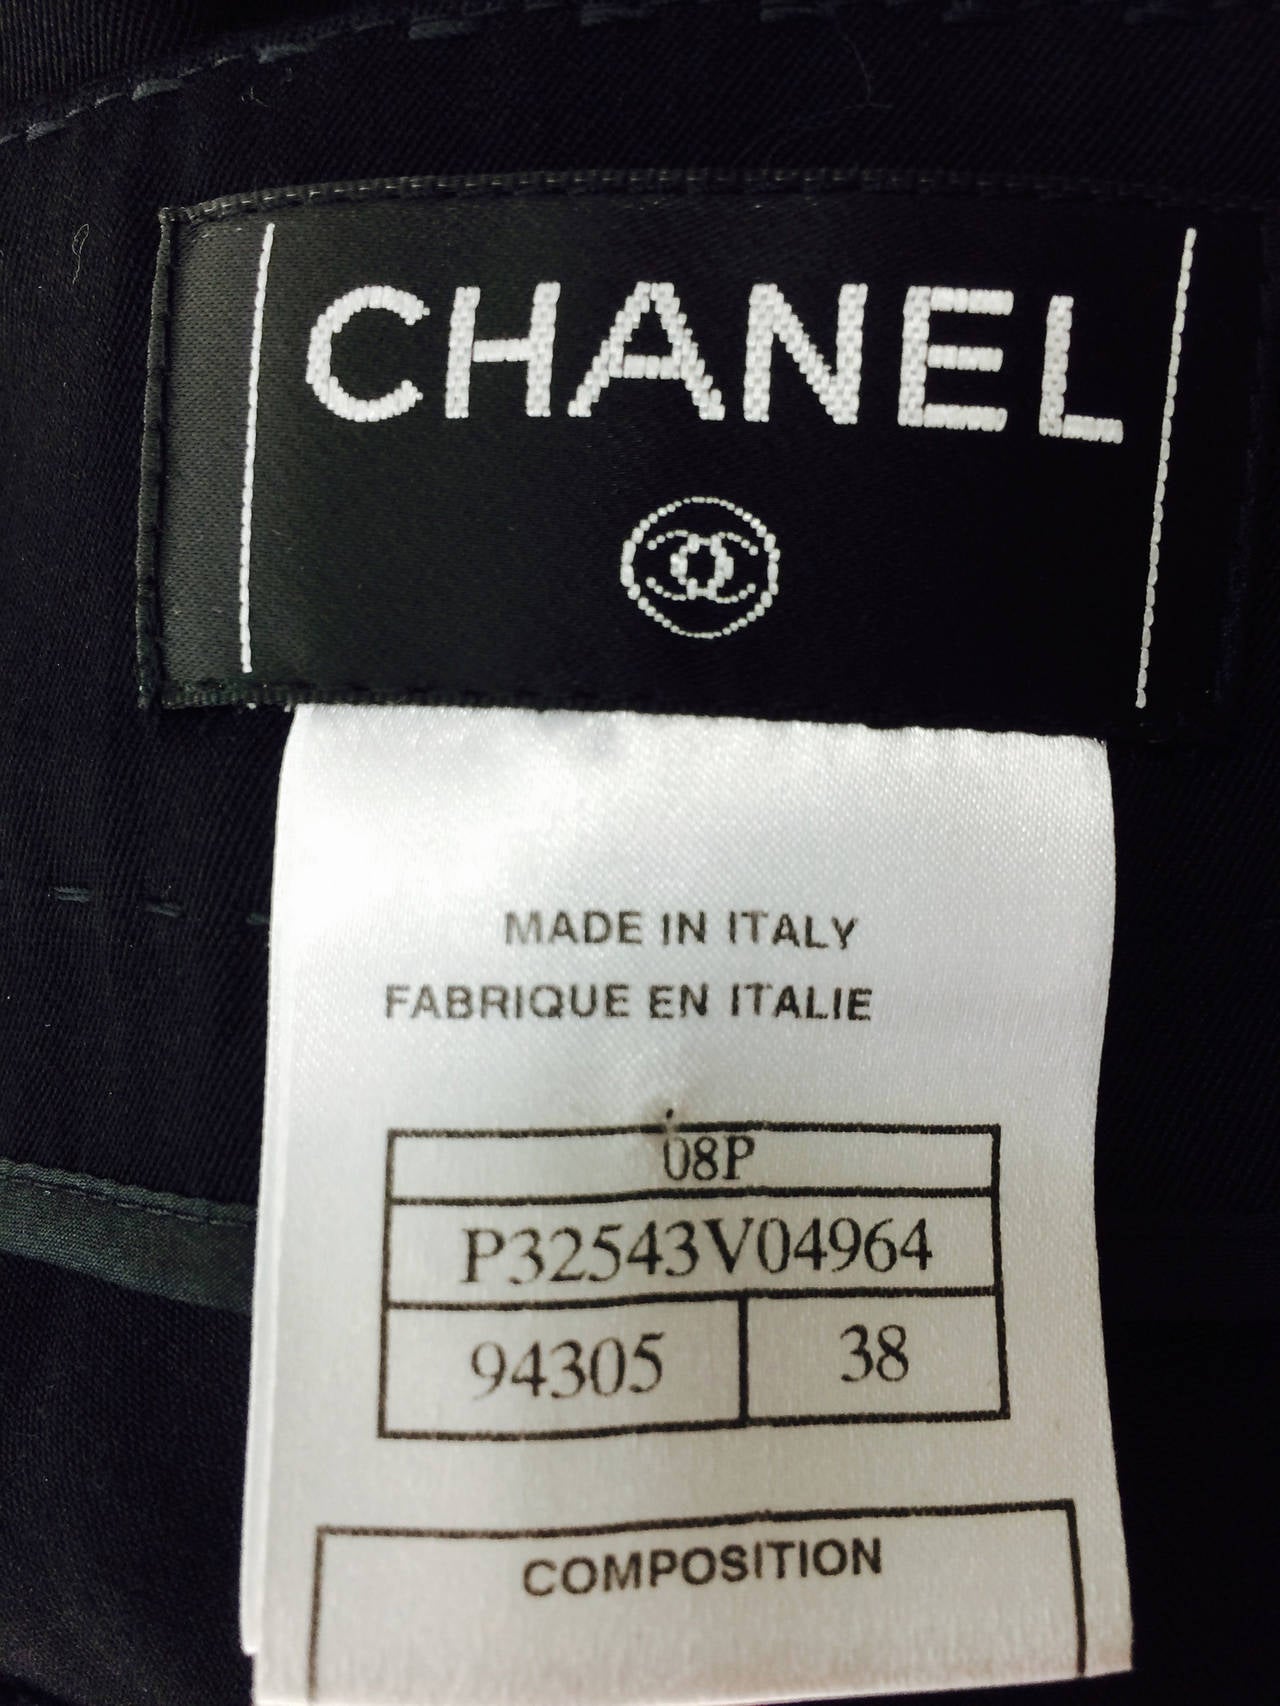 CHANEL
MADE IN ITALY
FABRIQUE EN ITALIE
08P
P32543V04964
94305 38
COMPOSITION